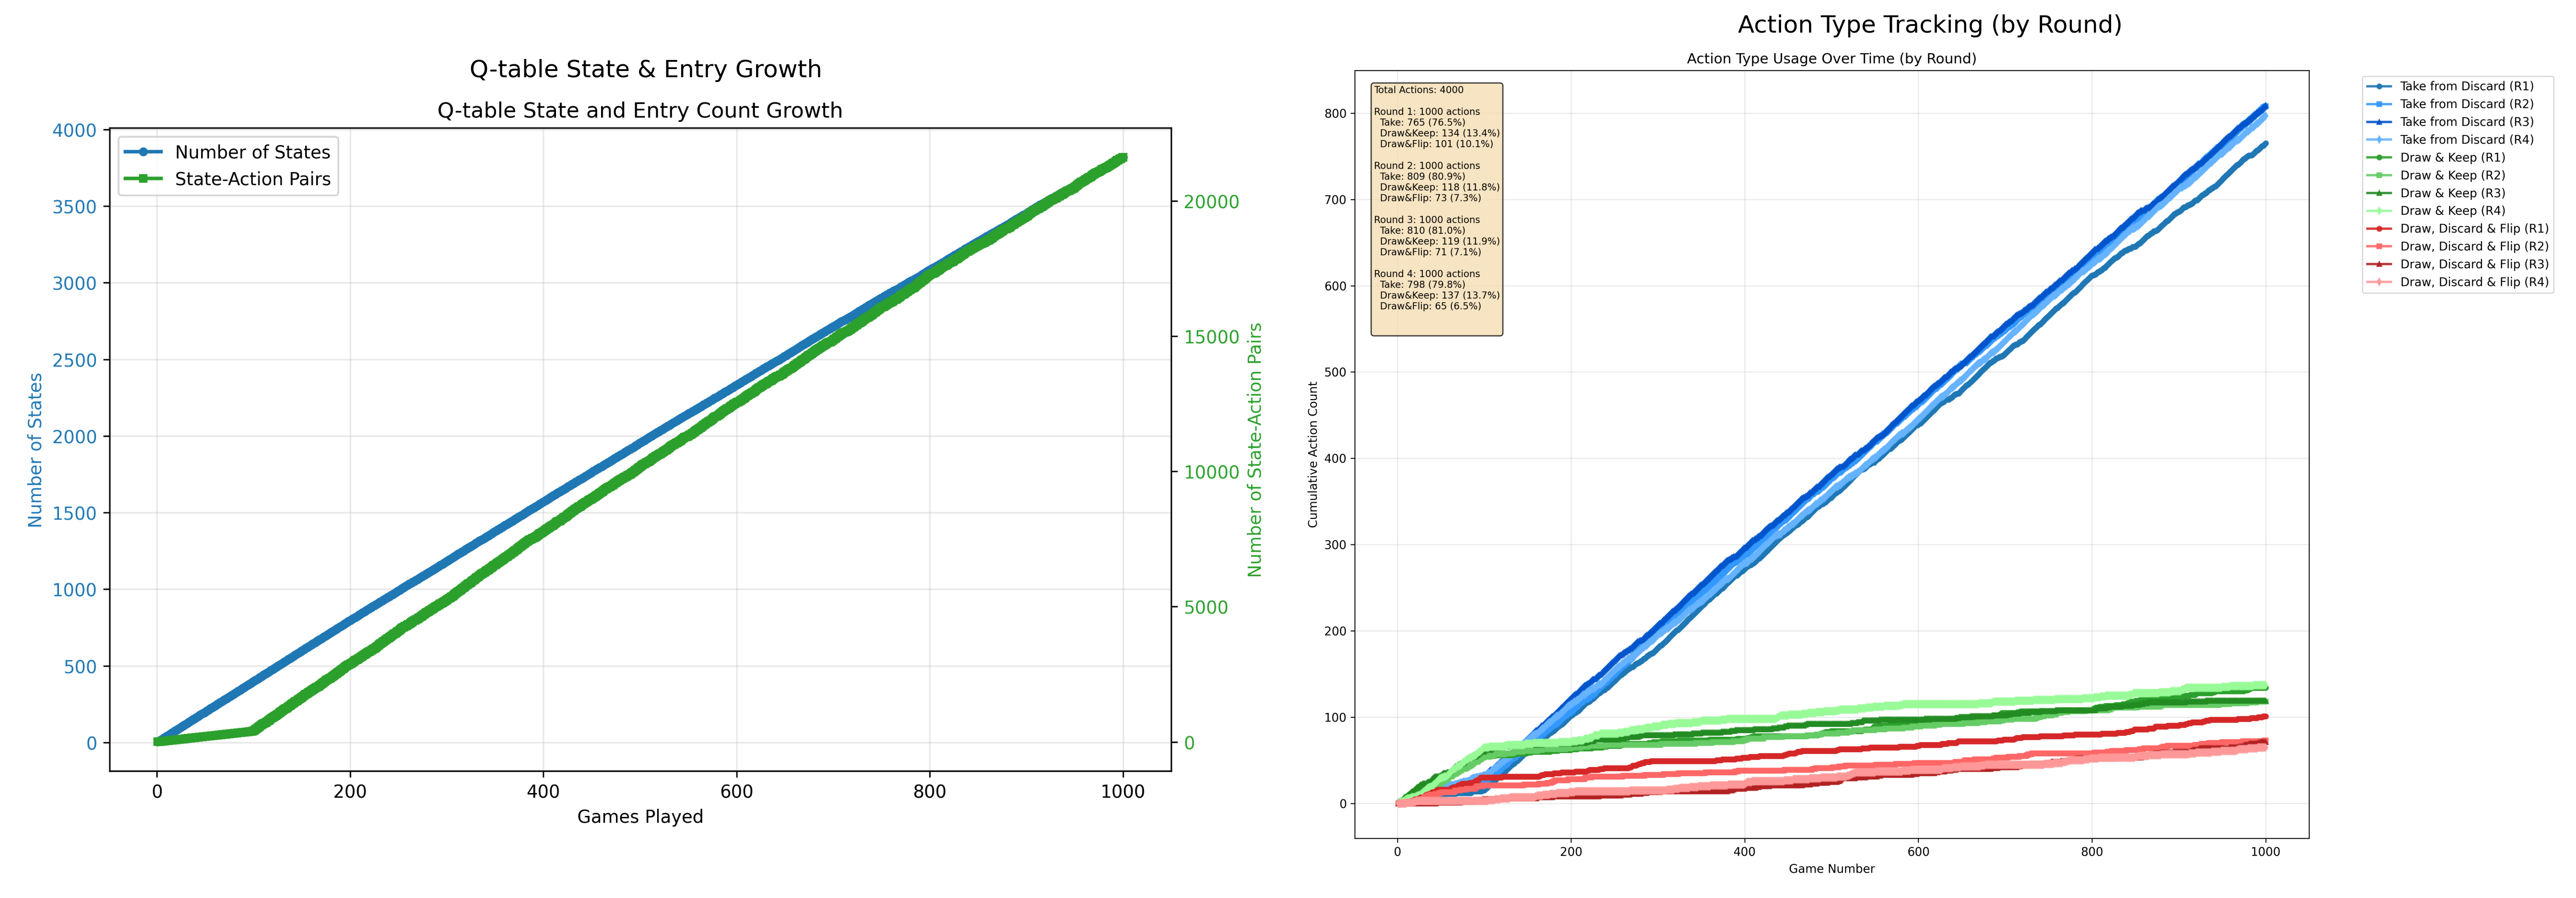 Q-table State & Entry Growth
Q-table State and Entry Count Growth
Number of States
State-Action Pairs
4000
3500
3000
2500
2000
1500
1000
500
0
Number of States
20000
15000
10000
5000
0
Number of State-Action Pairs
0 200 400 600 800 1000
Games Played
Action Type Tracking (by Round)
Action Type Usage Over Time (by Round)
Total Actions: 4000
Round 1: 1000 actions
Take: 765 (76.5%)
Draw&Keep: 134 (13.4%)
Draw&Flip: 101 (10.1%)
Round 2: 1000 actions
Take: 809 (80.9%)
Draw&Keep: 118 (11.8%)
Draw&Flip: 73 (7.3%)
Round 3: 1000 actions
Take: 810 (81.0%)
Draw&Keep: 119 (11.9%)
Draw&Flip: 71 (7.1%)
Round 4: 1000 actions
Take: 798 (79.8%)
Draw&Keep: 137 (13.7%)
Draw&Flip: 65 (6.5%)
800
700
600
500
400
300
200
100
0
Cumulative Action Count
0 200 400 600 800 1000
Game Number
Take from Discard (R1)
Take from Discard (R2)
Take from Discard (R3)
Take from Discard (R4)
Draw & Keep (R1)
Draw & Keep (R2)
Draw & Keep (R3)
Draw & Keep (R4)
Draw, Discard & Flip (R1)
Draw, Discard & Flip (R2)
Draw, Discard & Flip (R3)
Draw, Discard & Flip (R4)